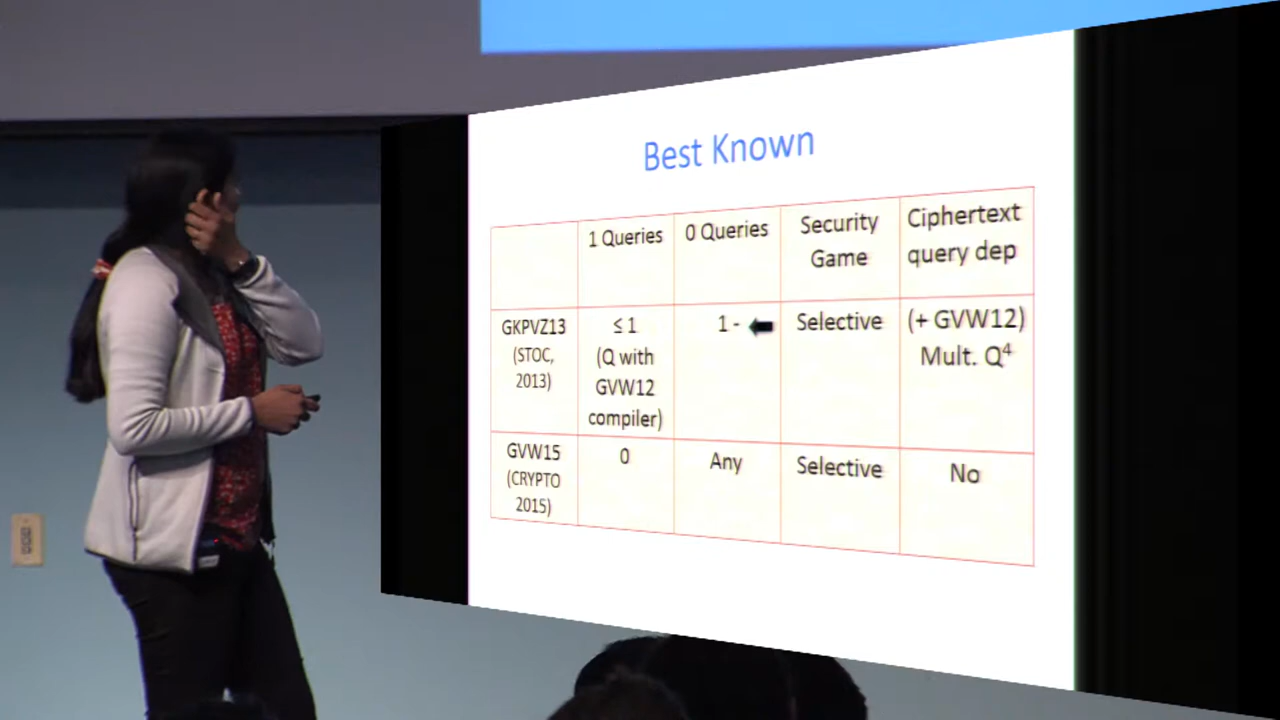 Best Known
1 Queries
0 Queries
Security
Game
Ciphertext
query dep
GKPVZ13
(STOC,
2013)
≤ 1
(Q with
GVW12
compiler)
1 -
Selective
(+ GVW12)
Mult. Q⁴
GVW15
(CRYPTO
2015)
0
Any
Selective
No